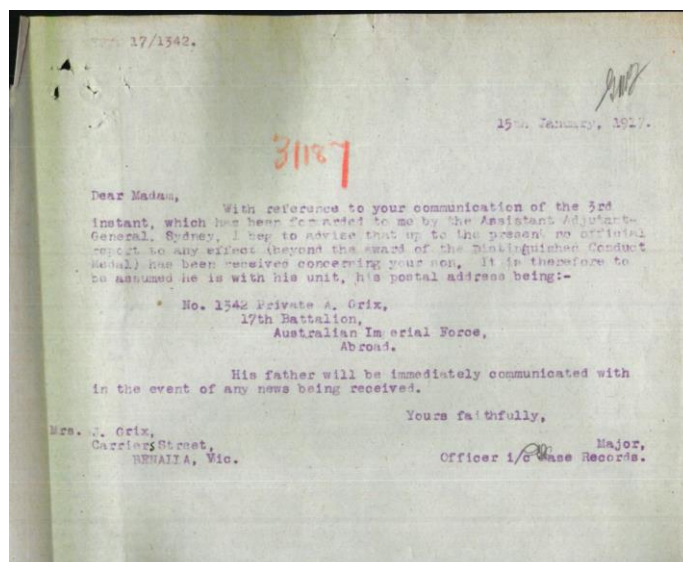 17/1342.
15th January, 1917.
31187
Dear Madam,
With reference to your communication of the 3rd
instant, which has been forwarded to me by the Assistant Adjutant-
General, Sydney, I beg to advise that up to the present no official
report to any effect (beyond the award of the Distinguished Conduct
Medal) has been received concerning your son. It is therefore to
be assumed he is with his unit, his postal address being:-
No. 1342 Private A. Orix,
17th Battalion,
Australian Imperial Force,
Abroad.
His father will be immediately communicated with
in the event of any news being received.
Yours faithfully,
Mrs. J. Orix,
Carriers Street,
BENALLA, Vic.
Major,
Officer i/c Base Records.